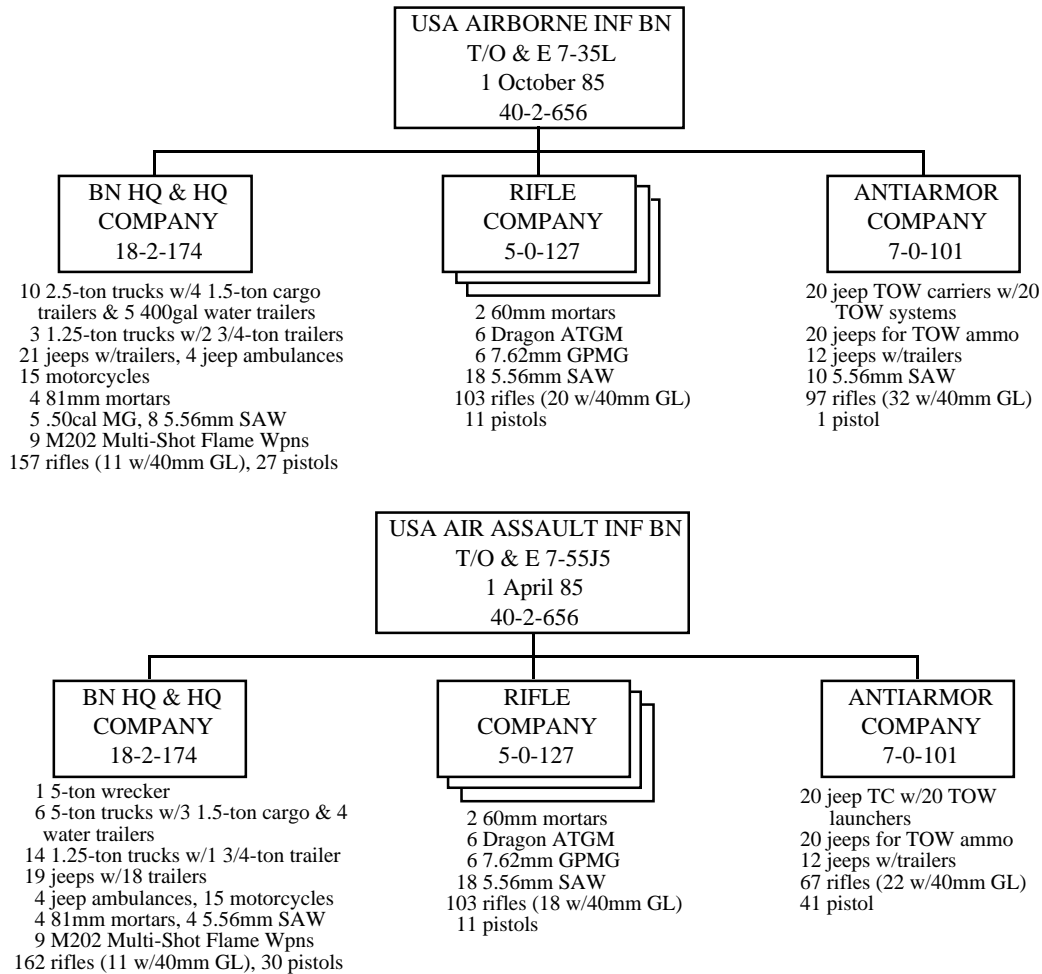 USA AIRBORNE INF BN
T/O & E 7-35L
1 October 85
40-2-656
BN HQ & HQ
COMPANY
18-2-174
10 2.5-ton trucks w/4 1.5-ton cargo
trailers & 5 400gal water trailers
3 1.25-ton trucks w/2 3/4-ton trailers
21 jeeps w/trailers, 4 jeep ambulances
15 motorcycles
4 81mm mortars
5 .50cal MG, 8 5.56mm SAW
9 M202 Multi-Shot Flame Wpns
157 rifles (11 w/40mm GL), 27 pistols
RIFLE
COMPANY
5-0-127
2 60mm mortars
6 Dragon ATGM
6 7.62mm GPMG
18 5.56mm SAW
103 rifles (20 w/40mm GL)
11 pistols
ANTIARMOR
COMPANY
7-0-101
20 jeep TOW carriers w/20
TOW systems
20 jeeps for TOW ammo
12 jeeps w/trailers
10 5.56mm SAW
97 rifles (32 w/40mm GL)
1 pistol
USA AIR ASSAULT INF BN
T/O & E 7-55J5
1 April 85
40-2-656
BN HQ & HQ
COMPANY
18-2-174
1 5-ton wrecker
6 5-ton trucks w/3 1.5-ton cargo & 4
water trailers
14 1.25-ton trucks w/1 3/4-ton trailer
19 jeeps w/18 trailers
4 jeep ambulances, 15 motorcycles
4 81mm mortars, 4 5.56mm SAW
9 M202 Multi-Shot Flame Wpns
162 rifles (11 w/40mm GL), 30 pistols
RIFLE
COMPANY
5-0-127
2 60mm mortars
6 Dragon ATGM
6 7.62mm GPMG
18 5.56mm SAW
103 rifles (18 w/40mm GL)
11 pistols
ANTIARMOR
COMPANY
7-0-101
20 jeep TC w/20 TOW
launchers
20 jeeps for TOW ammo
12 jeeps w/trailers
67 rifles (22 w/40mm GL)
41 pistol